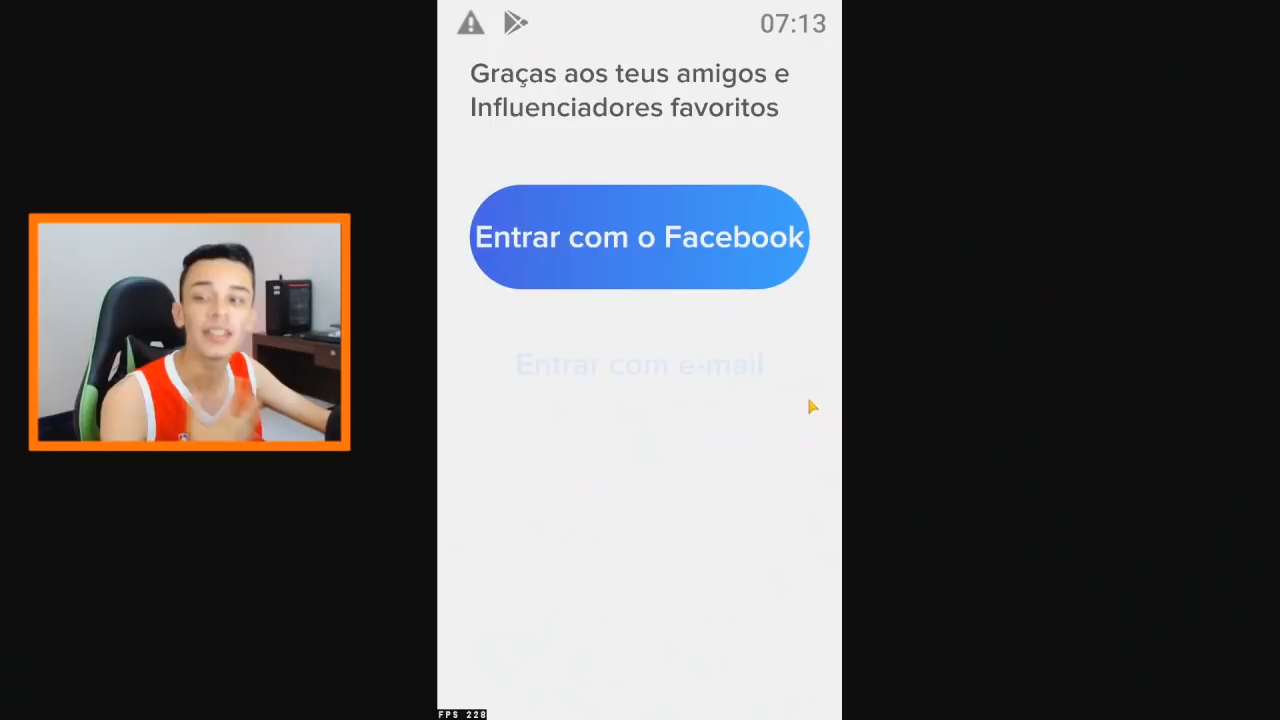 07:13
Graças aos teus amigos e
Influenciadores favoritos
Entrar com o Facebook
Entrar com e-mail
FPS 228